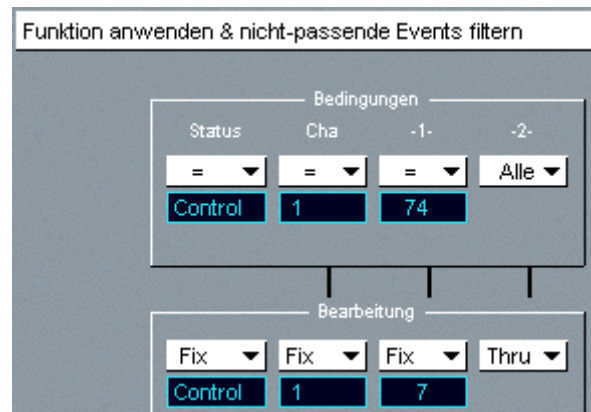 Funktion anwenden & nicht-passende Events filtern
Bedingungen
Status Cha -1- -2-
= = = Alle
Control 1 74
Bearbeitung
Fix Fix Fix Thru
Control 1 7